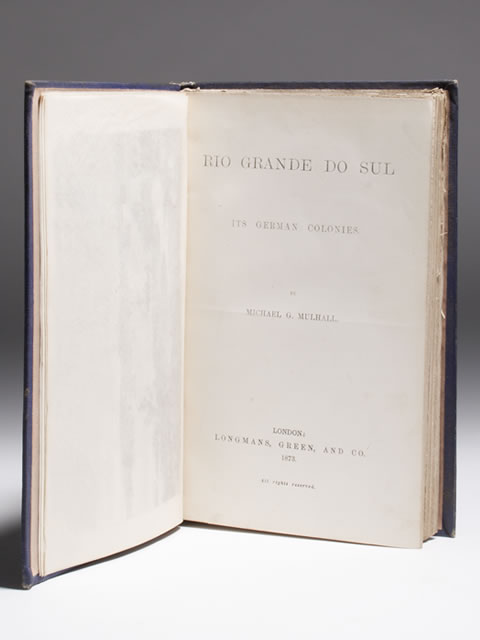 RIO GRANDE DO SUL
ITS GERMAN COLONIES.
BY
MICHAEL G. MULHALL.
LONDON:
LONGMANS, GREEN, AND CO.
1873.
All rights reserved.